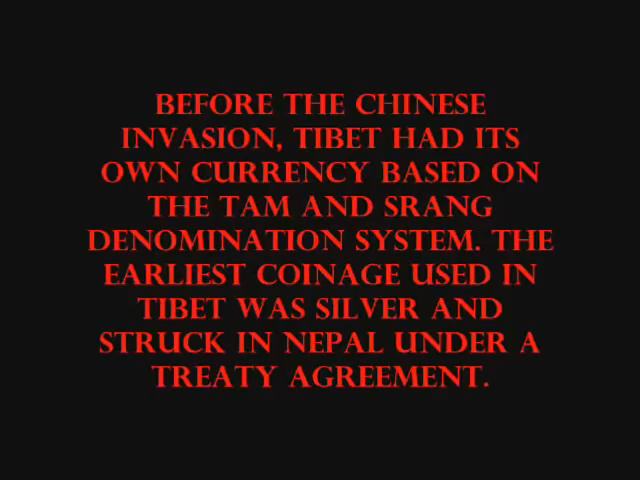 BEFORE THE CHINESE
INVASION, TIBET HAD ITS
OWN CURRENCY BASED ON
THE TAM AND SRANG
DENOMINATION SYSTEM. THE
EARLIEST COINAGE USED IN
TIBET WAS SILVER AND
STRUCK IN NEPAL UNDER A
TREATY AGREEMENT.